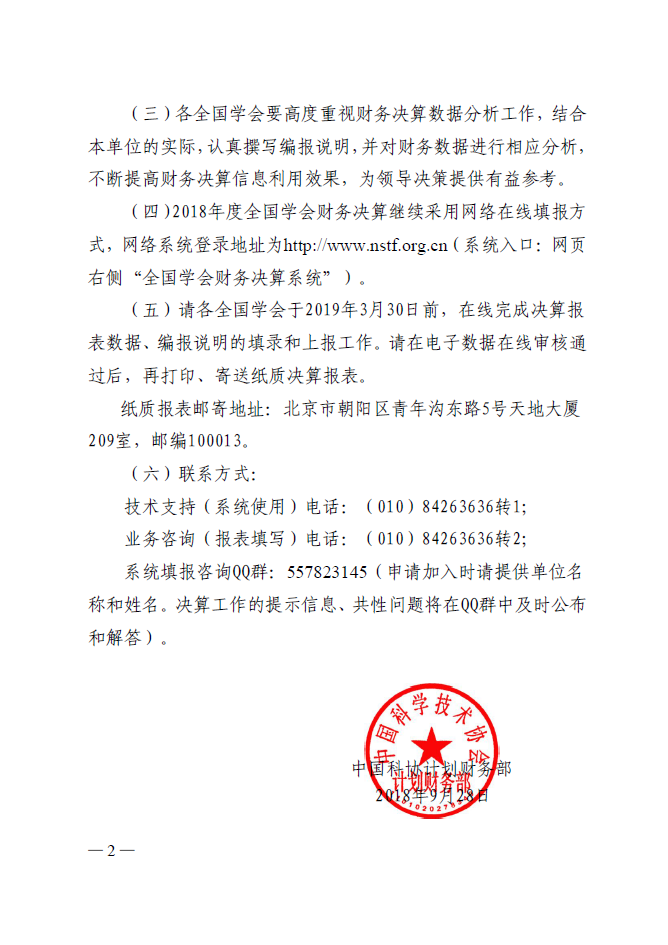 （三）各全国学会要高度重视财务决算数据分析工作，结合
本单位的实际，认真撰写编报说明，并对财务数据进行相应分析，
不断提高财务决算信息利用效果，为领导决策提供有益参考。
（四）2018年度全国学会财务决算继续采用网络在线填报方
式，网络系统登录地址为http://www.nstf.org.cn（系统入口：网页
右侧“全国学会财务决算系统”）。
（五）请各全国学会于2019年3月30日前，在线完成决算报
表数据、编报说明的填录和上报工作。请在电子数据在线审核通
过后，再打印、寄送纸质决算报表。
纸质报表邮寄地址：北京市朝阳区青年沟东路5号天地大厦
209室，邮编100013。
（六）联系方式：
技术支持（系统使用）电话：（010）84263636转1；
业务咨询（报表填写）电话：（010）84263636转2；
系统填报咨询QQ群：557823145（申请加入时请提供单位名
称和姓名。决算工作的提示信息、共性问题将在QQ群中及时公布
和解答）。
中国科学技术协会
中国科协计划财务部
计划财务部
2018年9月28日
— 2 —